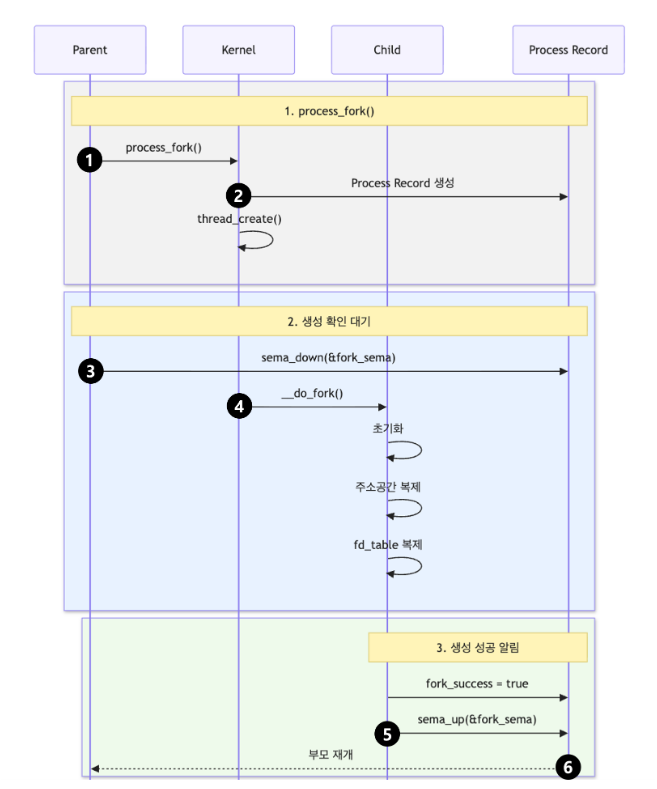 Parent Kernel Child Process Record
1. process_fork()
1 process_fork()
2 Process Record 생성
thread_create()
2. 생성 확인 대기
3 sema_down(&fork_sema)
4 __do_fork()
초기화
주소공간 복제
fd_table 복제
3. 생성 성공 알림
fork_success = true
5 sema_up(&fork_sema)
부모 재개 6